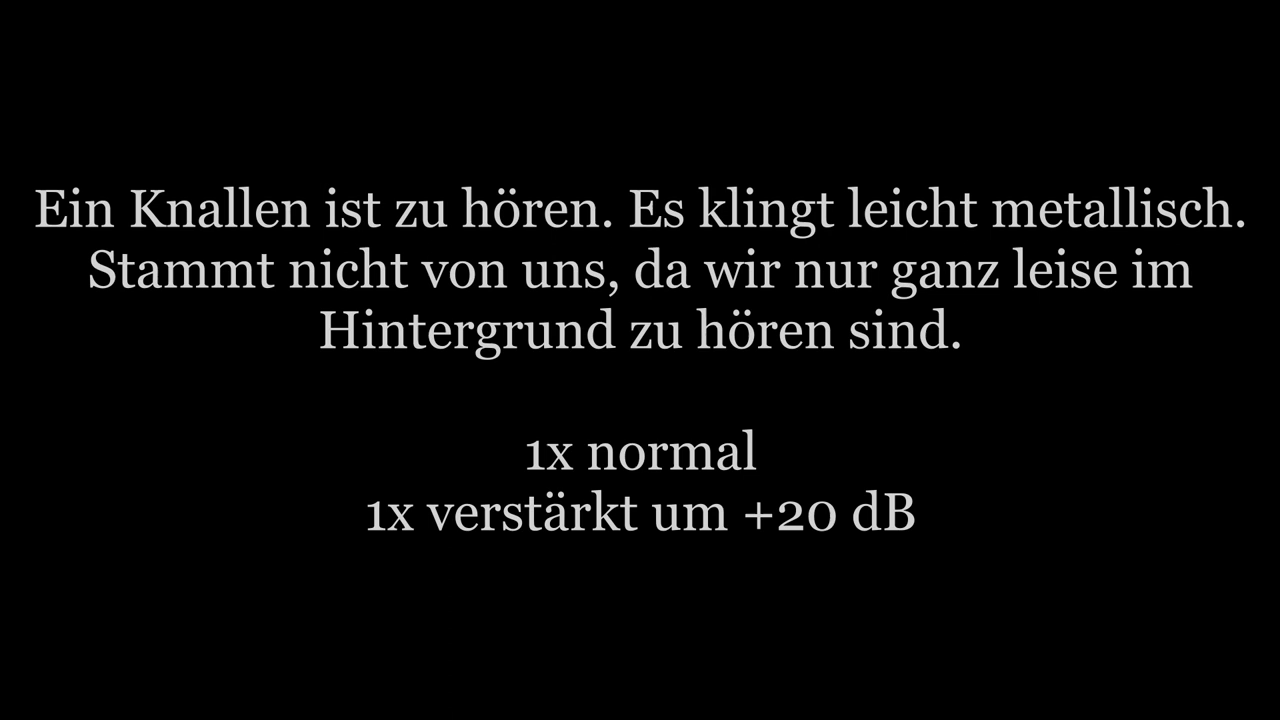 Ein Knallen ist zu hören. Es klingt leicht metallisch.
Stammt nicht von uns, da wir nur ganz leise im
Hintergrund zu hören sind.
1x normal
1x verstärkt um +20 dB